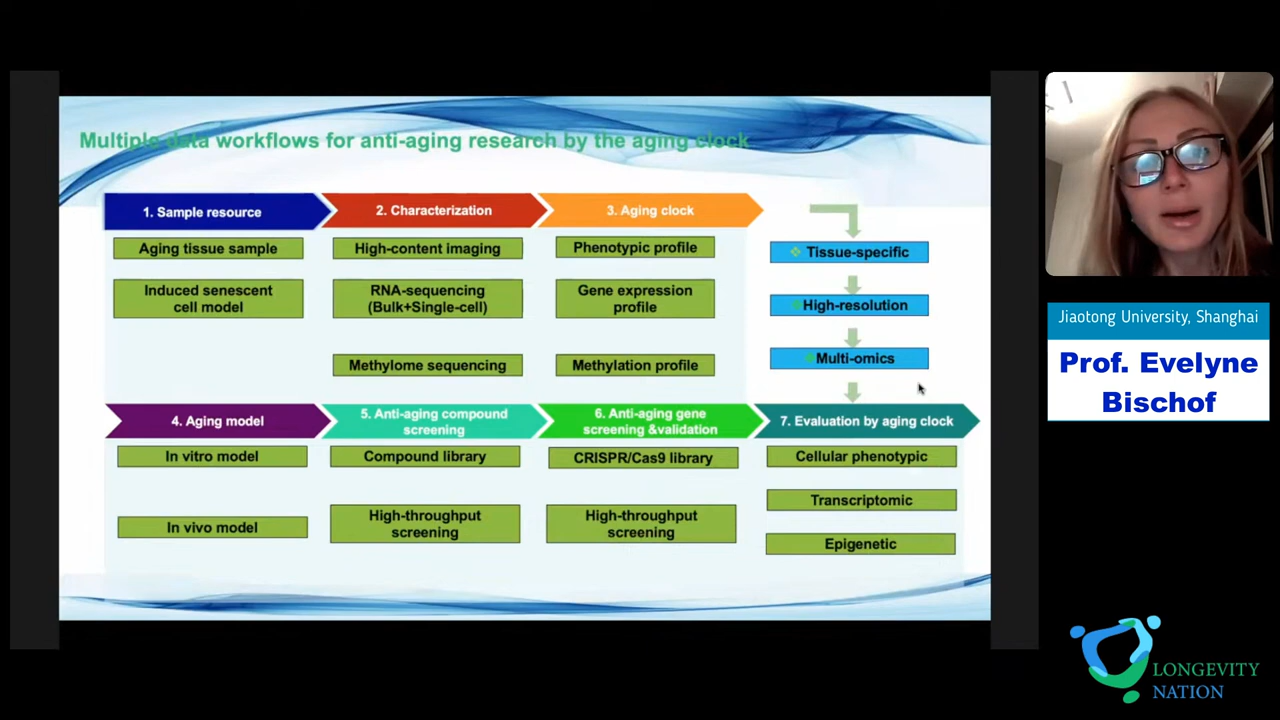 Multiple data workflows for anti-aging research by the aging clock
1. Sample resource
2. Characterization
3. Aging clock
Aging tissue sample
High-content imaging
Phenotypic profile
Tissue-specific
Induced senescent
cell model
RNA-sequencing
(Bulk+Single-cell)
Gene expression
profile
High-resolution
Methylome sequencing
Methylation profile
Multi-omics
4. Aging model
5. Anti-aging compound
screening
6. Anti-aging gene
screening &validation
7. Evaluation by aging clock
In vitro model
Compound library
CRISPR/Cas9 library
Cellular phenotypic
In vivo model
High-throughput
screening
High-throughput
screening
Transcriptomic
Epigenetic
Jiaotong University, Shanghai
Prof. Evelyne
Bischof
LONGEVITY
NATION